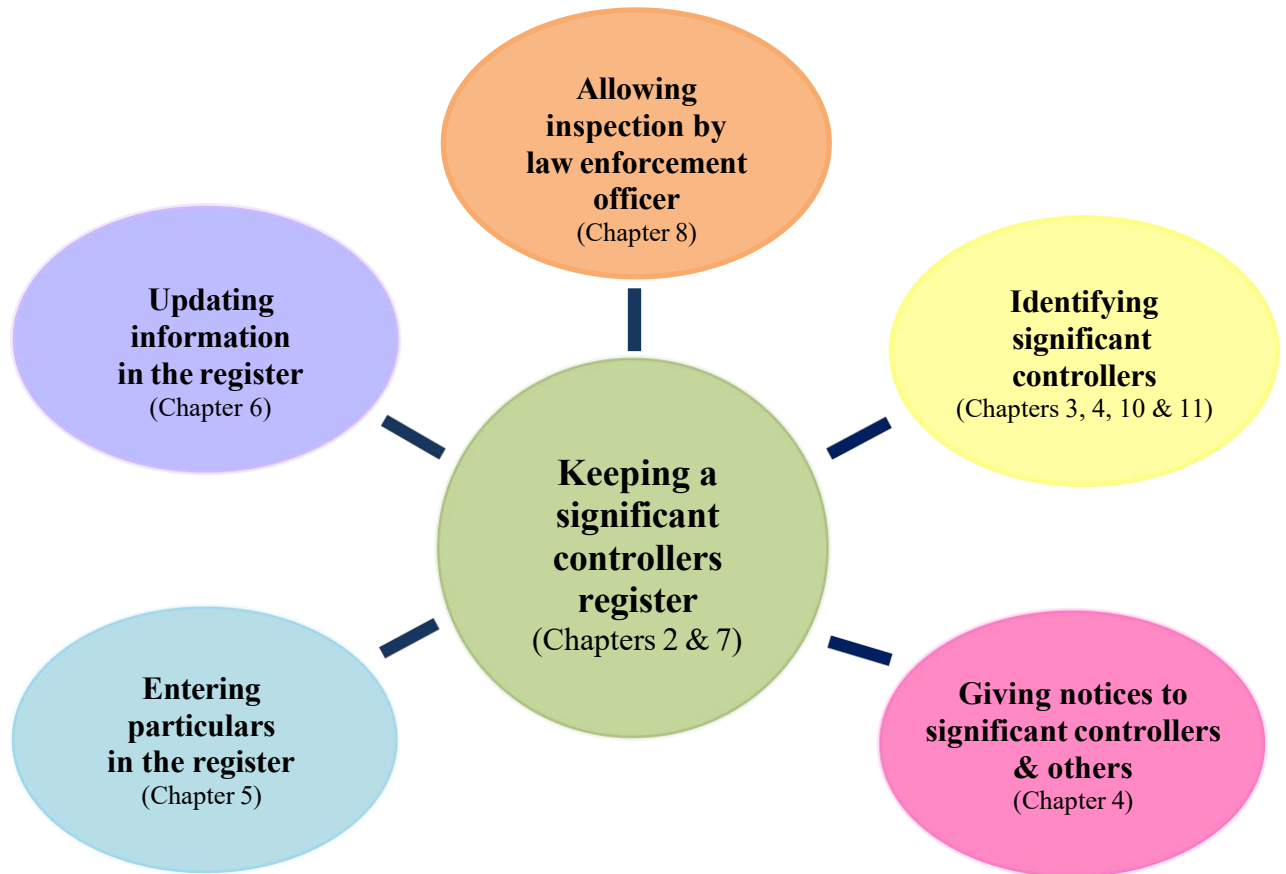 Allowing
inspection by
law enforcement
officer
(Chapter 8)
Updating
information
in the register
(Chapter 6)
Identifying
significant
controllers
(Chapters 3, 4, 10 & 11)
Keeping a
significant
controllers
register
(Chapters 2 & 7)
Entering
particulars
in the register
(Chapter 5)
Giving notices to
significant controllers
& others
(Chapter 4)